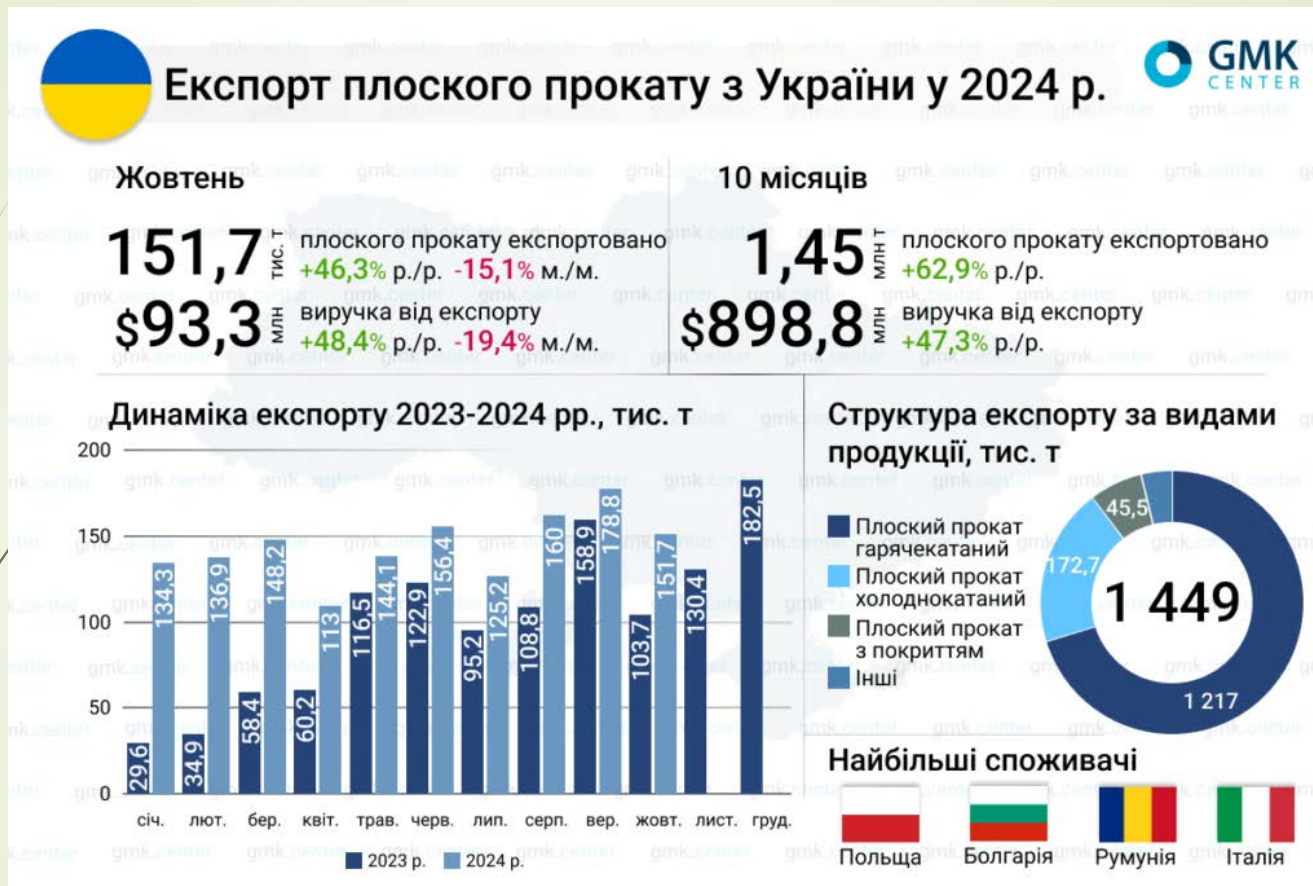 Експорт плоского прокату з України у 2024 р.
GMK
CENTER
Жовтень
151,7 тис. т
плоского прокату експортовано
+46,3% р./р. -15,1% м./м.
$93,3 млн
виручка від експорту
+48,4% р./р. -19,4% м./м.
10 місяців
1,45 млн т
плоского прокату експортовано
+62,9% р./р.
$898,8 млн
виручка від експорту
+47,3% р./р.
Динаміка експорту 2023-2024 рр., тис. т
200
150
100
50
0
29,6 134,3 34,9 136,9 58,4 148,2 60,2 113,1 116,5 144,1 122,9 156,4 95,2 125,2 108,8 160 158,9 178,8 103,7 151,7 130,4 182,5
січ. лют. бер. квіт. трав. черв. лип. серп. вер. жовт. лист. груд.
2023 р. 2024 р.
Структура експорту за видами
продукції, тис. т
Плоский прокат
гарячекатаний
Плоский прокат
холоднокатаний
Плоский прокат
з покриттям
Інші
45,5
172,7
1 449
1 217
Найбільші споживачі
Польща Болгарія Румунія Італія
gmk.center